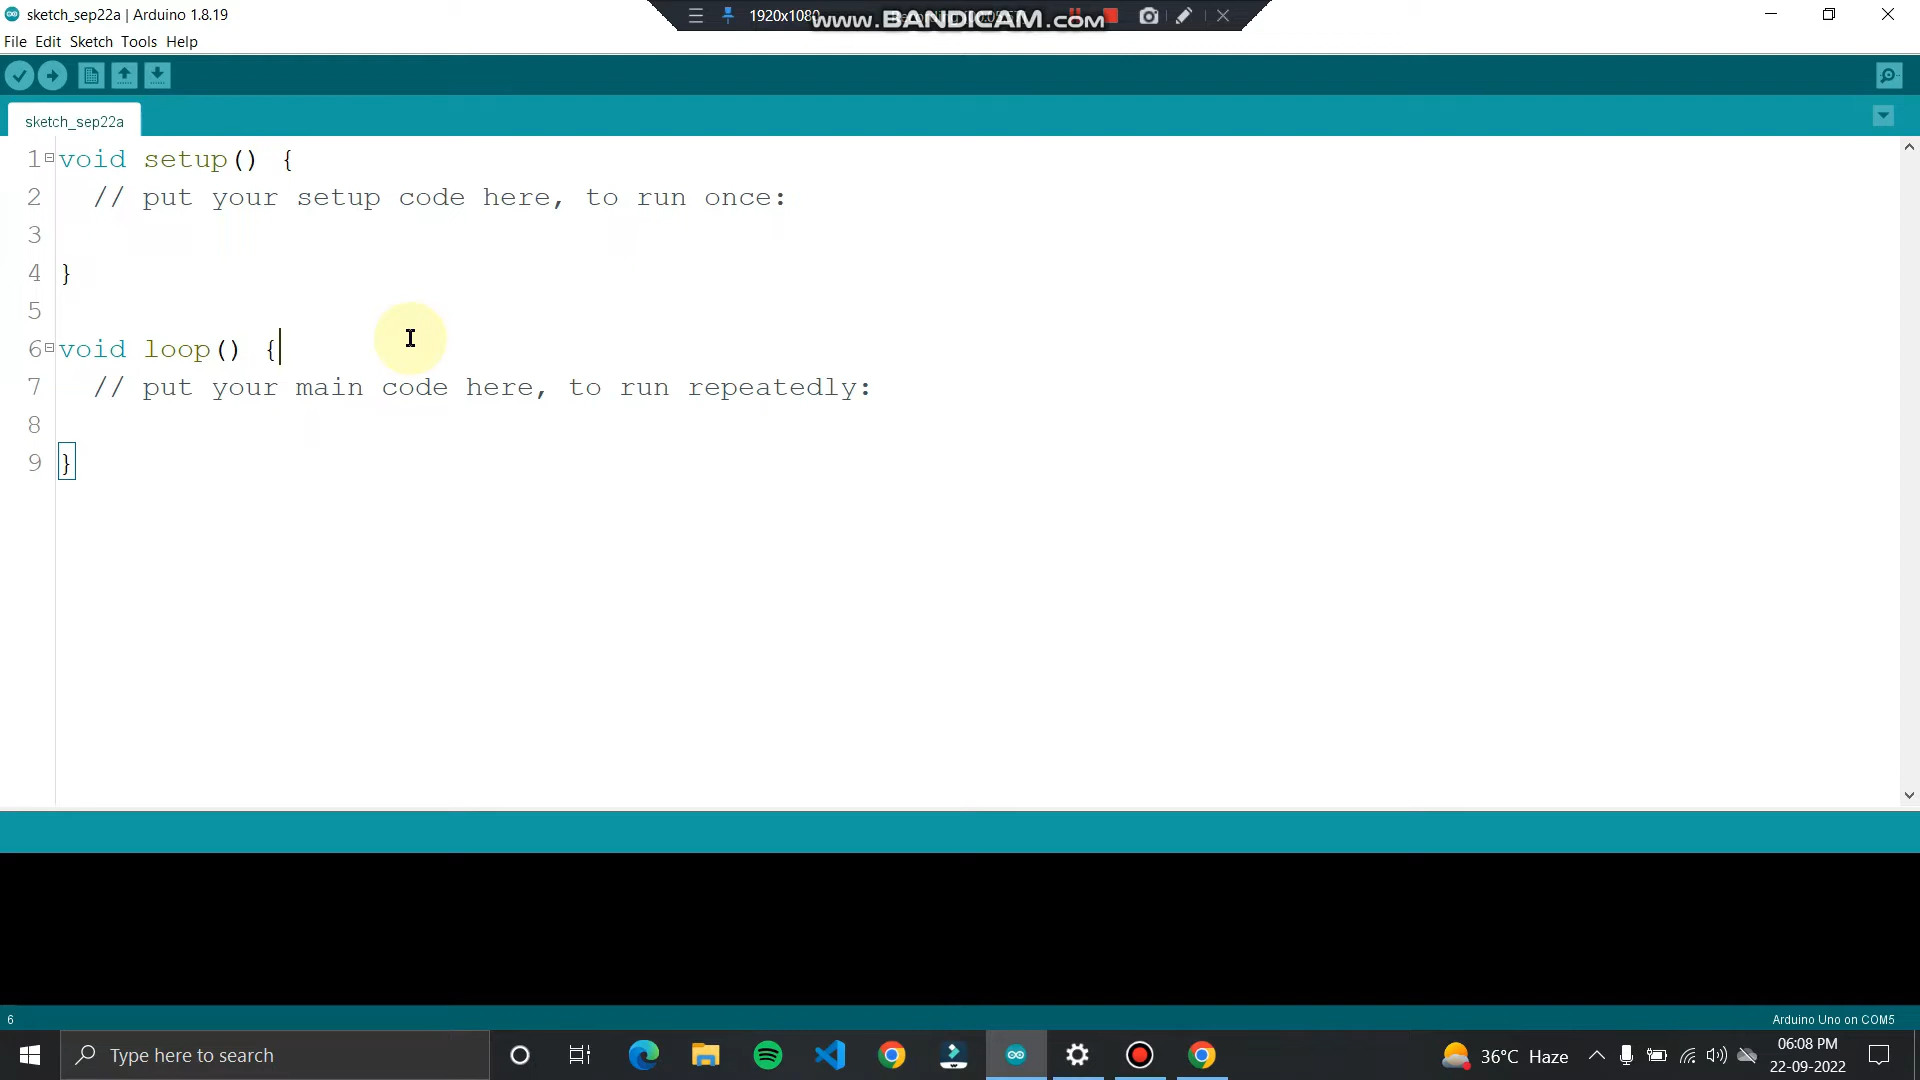 sketch_sep22a | Arduino 1.8.19
1920x1080
www.BANDICAM.com
File Edit Sketch Tools Help
sketch_sep22a
1 void setup() {
2 // put your setup code here, to run once:
3
4 }
5
6 void loop() {
7 // put your main code here, to run repeatedly:
8
9 }
6
Arduino Uno on COM5
Type here to search
36°C Haze
06:08 PM
22-09-2022